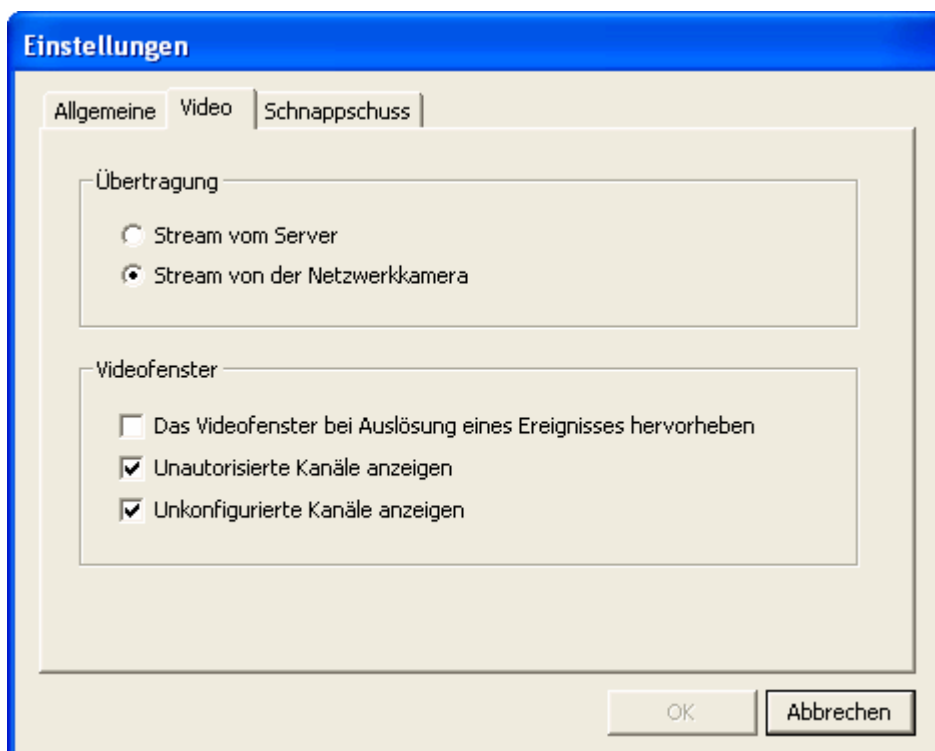 Einstellungen
Allgemeine Video Schnappschuss
Übertragung
Stream vom Server
Stream von der Netzwerkkamera
Videofenster
Das Videofenster bei Auslösung eines Ereignisses hervorheben
Unautorisierte Kanäle anzeigen
Unkonfigurierte Kanäle anzeigen
OK Abbrechen